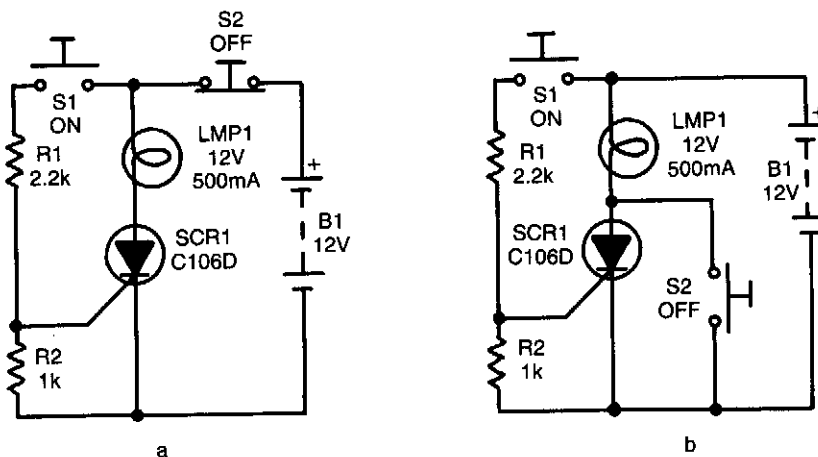 S2
OFF
S1
ON
R1
2.2k
LMP1
12V
500mA
+
B1
12V
SCR1
C106D
R2
1k
a
S1
ON
R1
2.2k
LMP1
12V
500mA
+
B1
12V
SCR1
C106D
S2
OFF
R2
1k
b